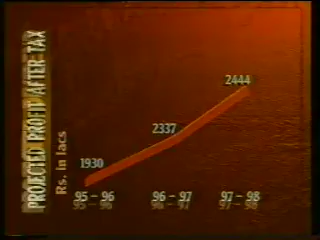 PROJECTED PROFIT AFTER-TAX
Rs. in lacs
2444
2337
1930
95 - 96
96 - 97
97 - 98